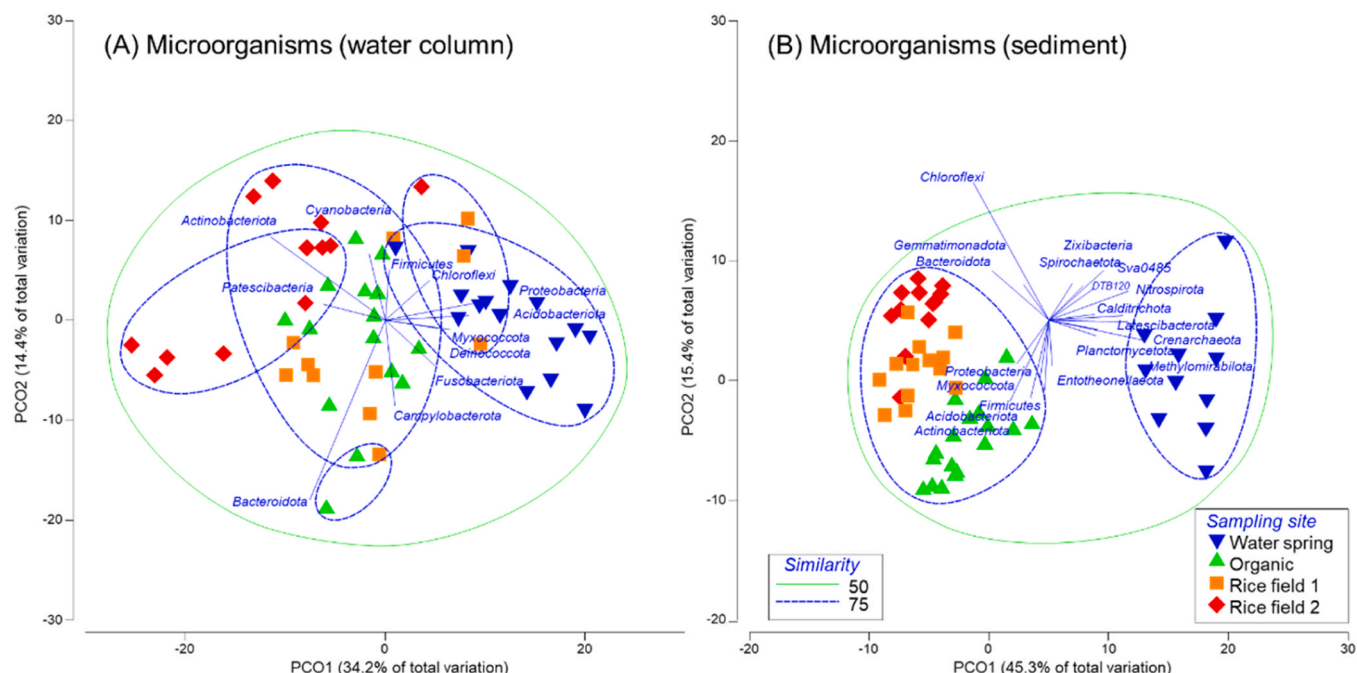 (A) Microorganisms (water column)
PCO2 (14.4% of total variation)
30
20
10
0
-10
-20
-30
Actinobacteriota
Cyanobacteria
Firmicutes
Chloroflexi
Patescibacteria
Proteobacteria
Acidobacteriota
Myxococcota
Deinococcota
Fusobacteriota
Campylobacterota
Bacteroidota
-20
0
20
PCO1 (34.2% of total variation)
(B) Microorganisms (sediment)
PCO2 (15.4% of total variation)
30
20
10
0
-10
-20
Chloroflexi
Gemmatimonadota
Bacteroidota
Zixibacteria
Spirochaetota
Sva0485
DTB120
Nitrospirota
Calditrichota
Latescibacterota
Crenarchaeota
Planctomycetota
Methylomirabilota
Entotheonellaeota
Proteobacteria
Myxococcota
Firmicutes
Acidobacteriota
Actinobacteriota
Similarity
50
75
Sampling site
Water spring
Organic
Rice field 1
Rice field 2
-20
-10
0
10
20
30
PCO1 (45.3% of total variation)